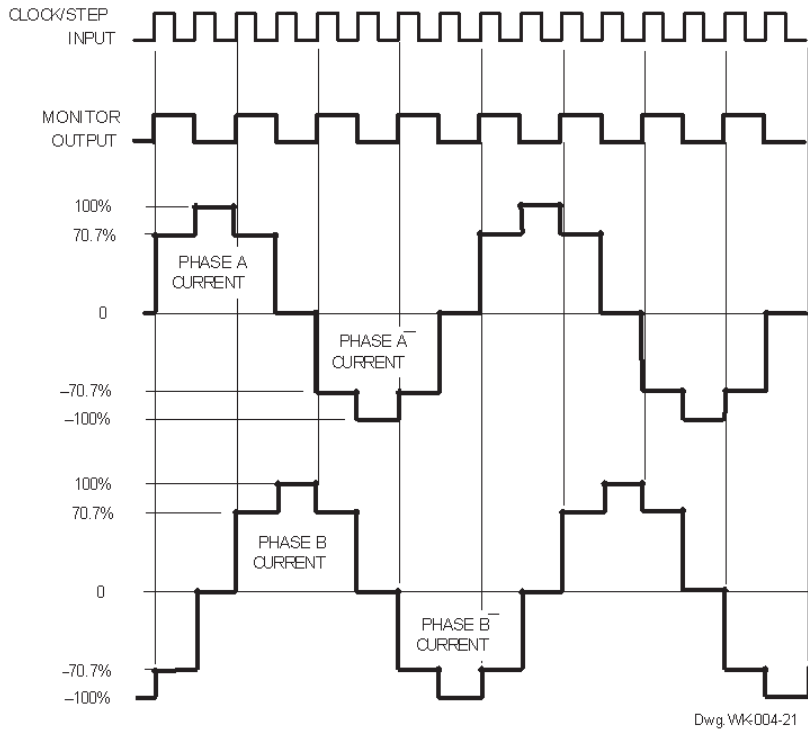 CLOCK/STEP
INPUT
MONITOR
OUTPUT
100%
70.7%
PHASE A
CURRENT
0
PHASE A̅
CURRENT
–70.7%
–100%
100%
70.7%
PHASE B
CURRENT
0
PHASE B̅
CURRENT
–70.7%
–100%
Dwg. WK-004-21